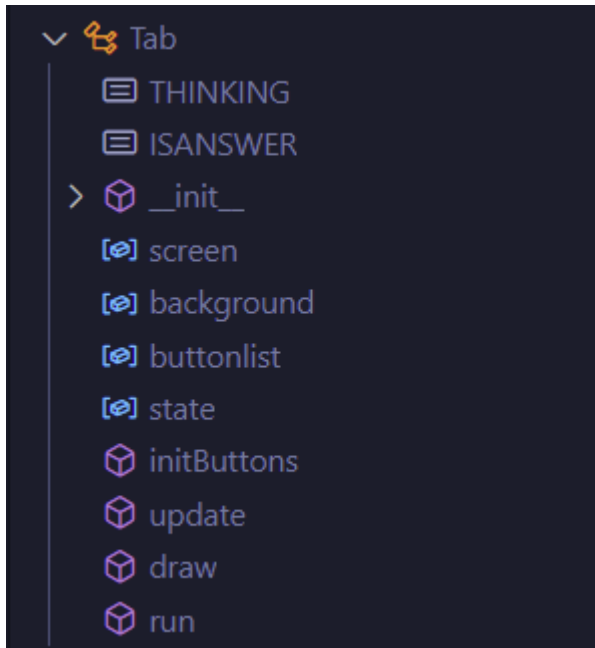 Tab
THINKING
ISANSWER
__init__
screen
background
buttonlist
state
initButtons
update
draw
run